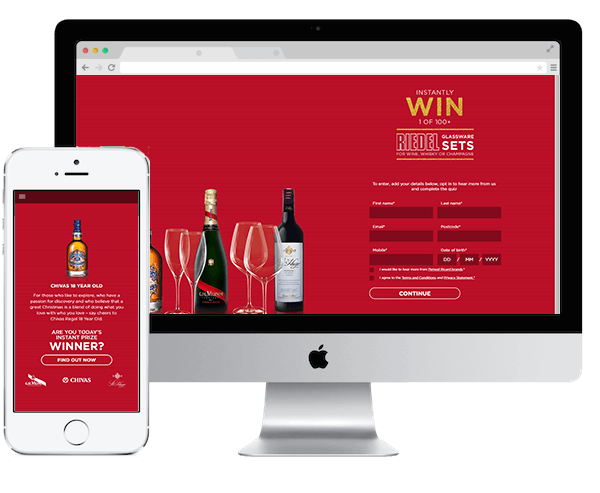 INSTANTLY
WIN
1 OF 100+
RIEDEL GLASSWARE SETS
FOR WINE, WHISKY OR CHAMPAGNE
To enter, add your details below, opt in to hear more from us
and complete the quiz
First name* Last name*
Email* Postcode*
Mobile* Date of birth*
DD / MM / YYYY
I would like to hear more from Pernod Ricard brands.*
I agree to the Terms and Conditions and Privacy Statement.*
CONTINUE
CHIVAS 18 YEAR OLD
For those who like to explore, who have a
passion for discovery and who believe that a
great Christmas is a blend of doing what you
love with who you love – say cheers to
Chivas Regal 18 Year Old.
ARE YOU TODAY'S
INSTANT PRIZE
WINNER?
FIND OUT NOW
CHIVAS